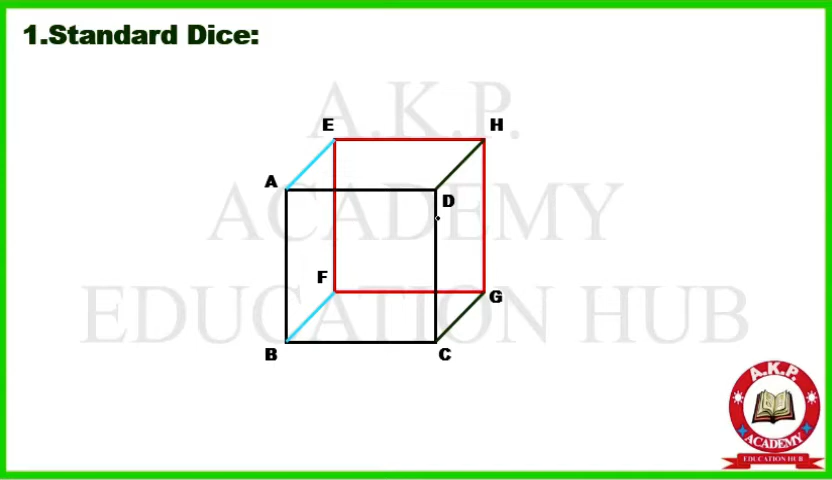 1.Standard Dice:
A.K.P.
ACADEMY
EDUCATION HUB
E
H
A
D
F
G
B
C
A.K.P.
ACADEMY
EDUCATION HUB